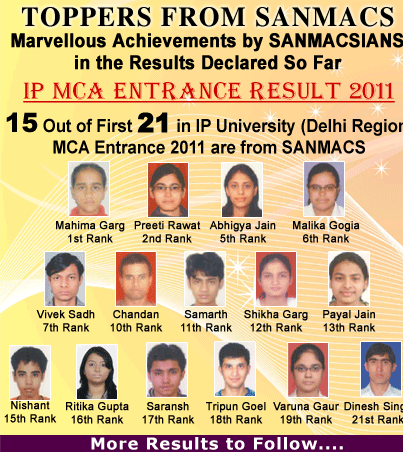 TOPPERS FROM SANMACS
Marvellous Achievements by SANMACSIANS
in the Results Declared So Far
IP MCA ENTRANCE RESULT 2011
15 Out of First 21 in IP University (Delhi Region
MCA Entrance 2011 are from SANMACS
Mahima Garg Preeti Rawat Abhigya Jain Malika Gogia
1st Rank 2nd Rank 5th Rank 6th Rank
Vivek Sadh Chandan Samarth Shikha Garg Payal Jain
7th Rank 10th Rank 11th Rank 12th Rank 13th Rank
Nishant Ritika Gupta Saransh Tripun Goel Varuna Gaur Dinesh Sing
15th Rank 16th Rank 17th Rank 18th Rank 19th Rank 21st Rank
More Results to Follow....